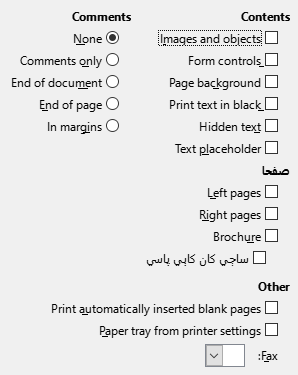 Contents
Images and objects
Form controls
Page background
Print text in black
Hidden text
Text placeholder
صفحا
Left pages
Right pages
Brochure
ساڄي کان کاٻي پاسي
Comments
None
Comments only
End of document
End of page
In margins
Other
Print automatically inserted blank pages
Paper tray from printer settings
Fax: